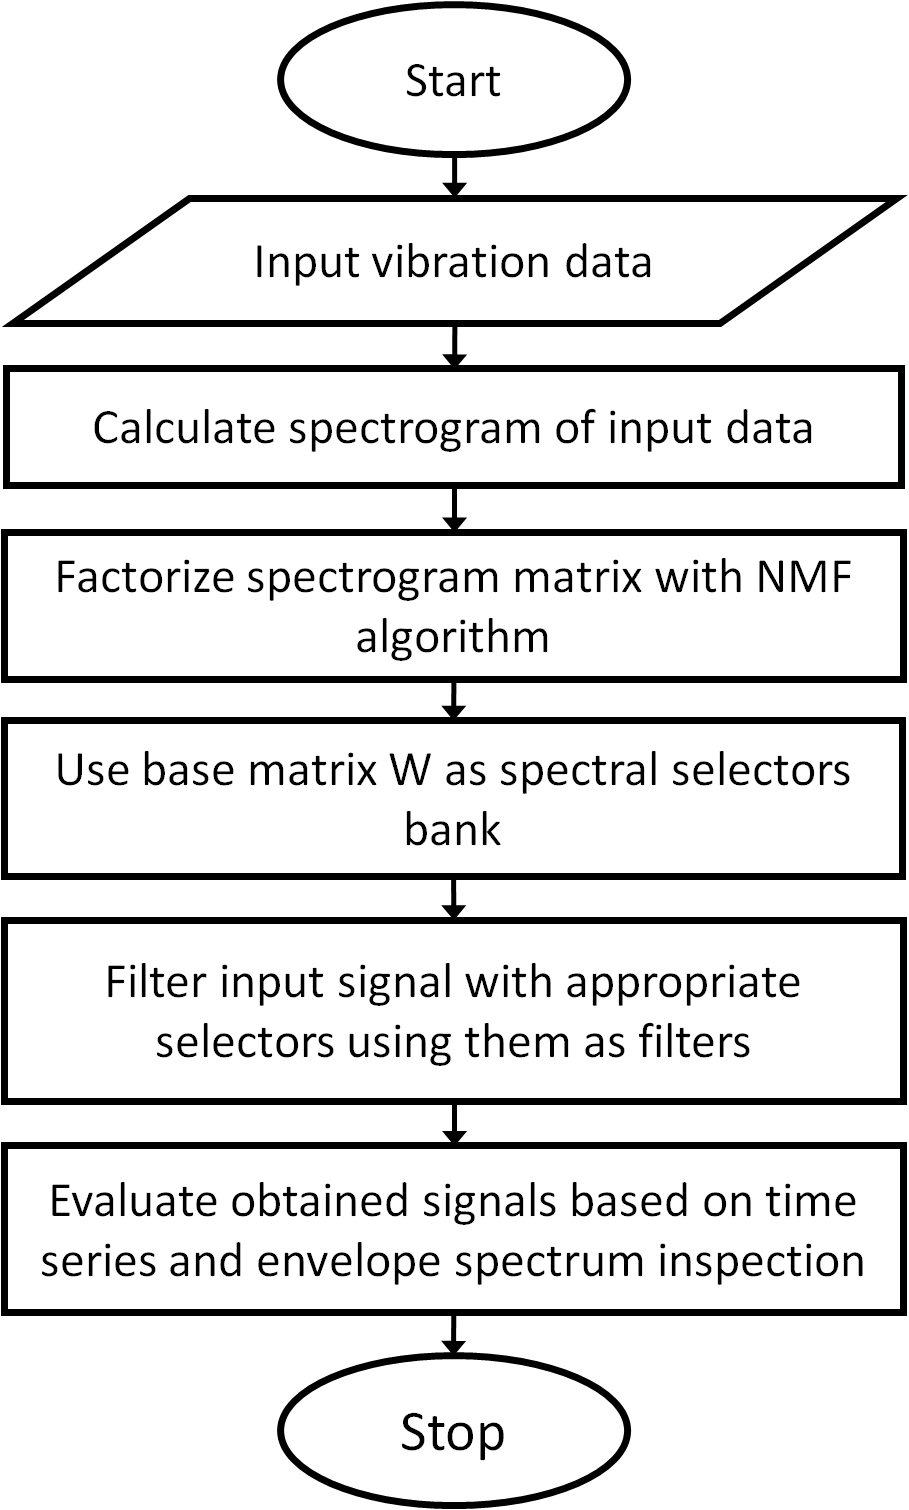 Start
Input vibration data
Calculate spectrogram of input data
Factorize spectrogram matrix with NMF
algorithm
Use base matrix W as spectral selectors
bank
Filter input signal with appropriate
selectors using them as filters
Evaluate obtained signals based on time
series and envelope spectrum inspection
Stop